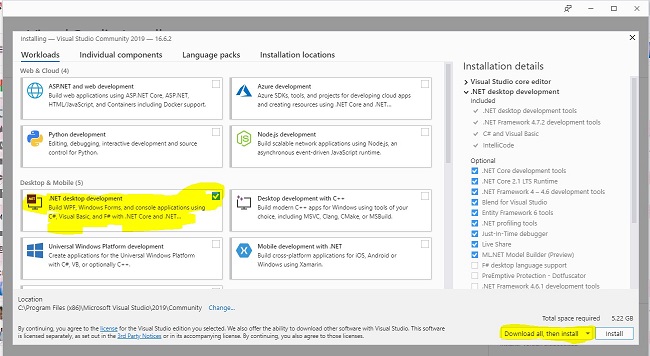 Installing — Visual Studio Community 2019 — 16.6.2
Workloads
Individual components
Language packs
Installation locations
Web & Cloud (4)
ASP.NET and web development
Build web applications using ASP.NET Core, ASP.NET,
HTML/JavaScript, and Containers including Docker support.
Azure development
Azure SDKs, tools, and projects for developing cloud apps
and creating resources using .NET Core and .NET...
Python development
Editing, debugging, interactive development and source
control for Python.
Node.js development
Build scalable network applications using Node.js, an
asynchronous event-driven JavaScript runtime.
Desktop & Mobile (5)
.NET desktop development
Build WPF, Windows Forms, and console applications using
C#, Visual Basic, and F# with .NET Core and .NET...
Desktop development with C++
Build modern C++ apps for Windows using tools of your
choice, including MSVC, Clang, CMake, or MSBuild.
Universal Windows Platform development
Create applications for the Universal Windows Platform
with C#, VB, or optionally C++.
Mobile development with .NET
Build cross-platform applications for iOS, Android or
Windows using Xamarin.
Installation details
Visual Studio core editor
.NET desktop development
Included
.NET desktop development tools
.NET Framework 4.7.2 development tools
C# and Visual Basic
IntelliCode
Optional
.NET Core development tools
.NET Core 2.1 LTS Runtime
.NET Framework 4 – 4.6 development tools
Blend for Visual Studio
Entity Framework 6 tools
.NET profiling tools
Just-In-Time debugger
Live Share
ML.NET Model Builder (Preview)
F# desktop language support
PreEmptive Protection - Dotfuscator
.NET Framework 4.6.1 development tools
Location
C:\Program Files (x86)\Microsoft Visual Studio\2019\Community Change...
Total space required 5.22 GB
By continuing, you agree to the license for the Visual Studio edition you selected. We also offer the ability to download other software with Visual Studio. This software
is licensed separately, as set out in the 3rd Party Notices or in its accompanying license. By continuing, you also agree to those licenses.
Download all, then install
Install